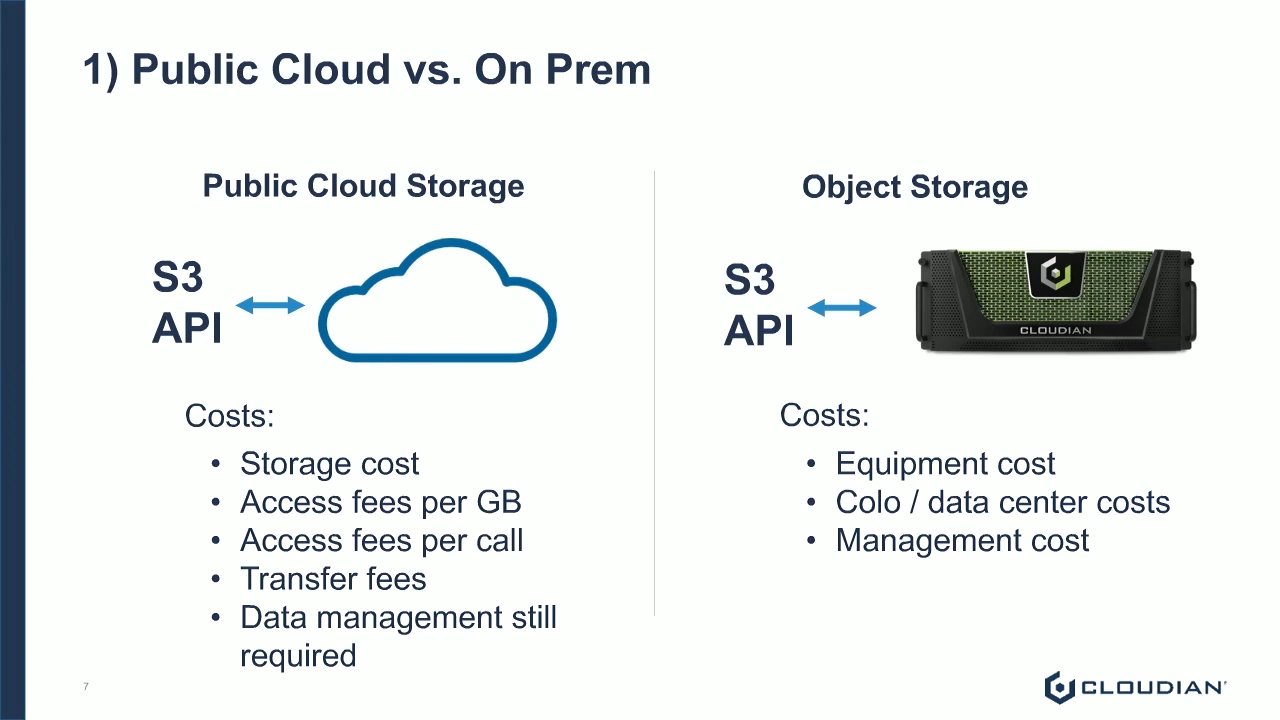 1) Public Cloud vs. On Prem
Public Cloud Storage
S3
API
Costs:
• Storage cost
• Access fees per GB
• Access fees per call
• Transfer fees
• Data management still
required
Object Storage
S3
API
CLOUDIAN
Costs:
• Equipment cost
• Colo / data center costs
• Management cost
7
CLOUDIAN